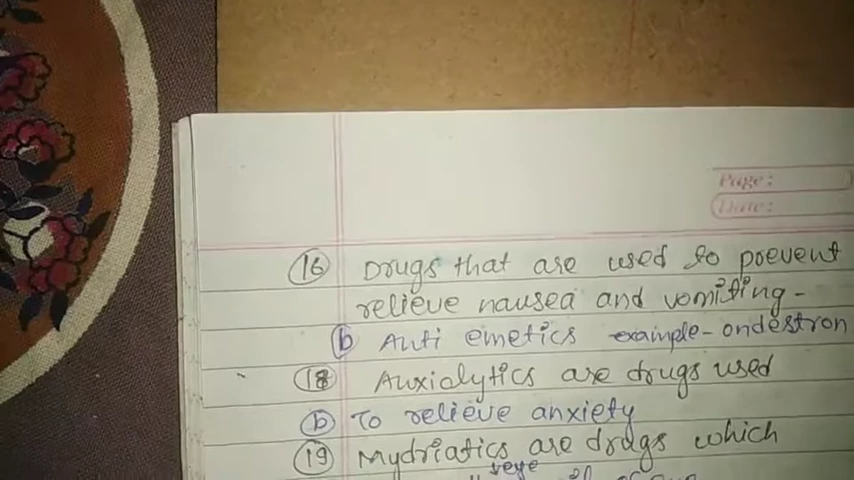 Page:
Date:
16 Drugs that are used to prevent
relieve nausea and vomiting -
b Anti emetics example - ondestron
18 Anxiolytics are drugs used
b To relieve anxiety
19 Mydriatics are drugs which
eye